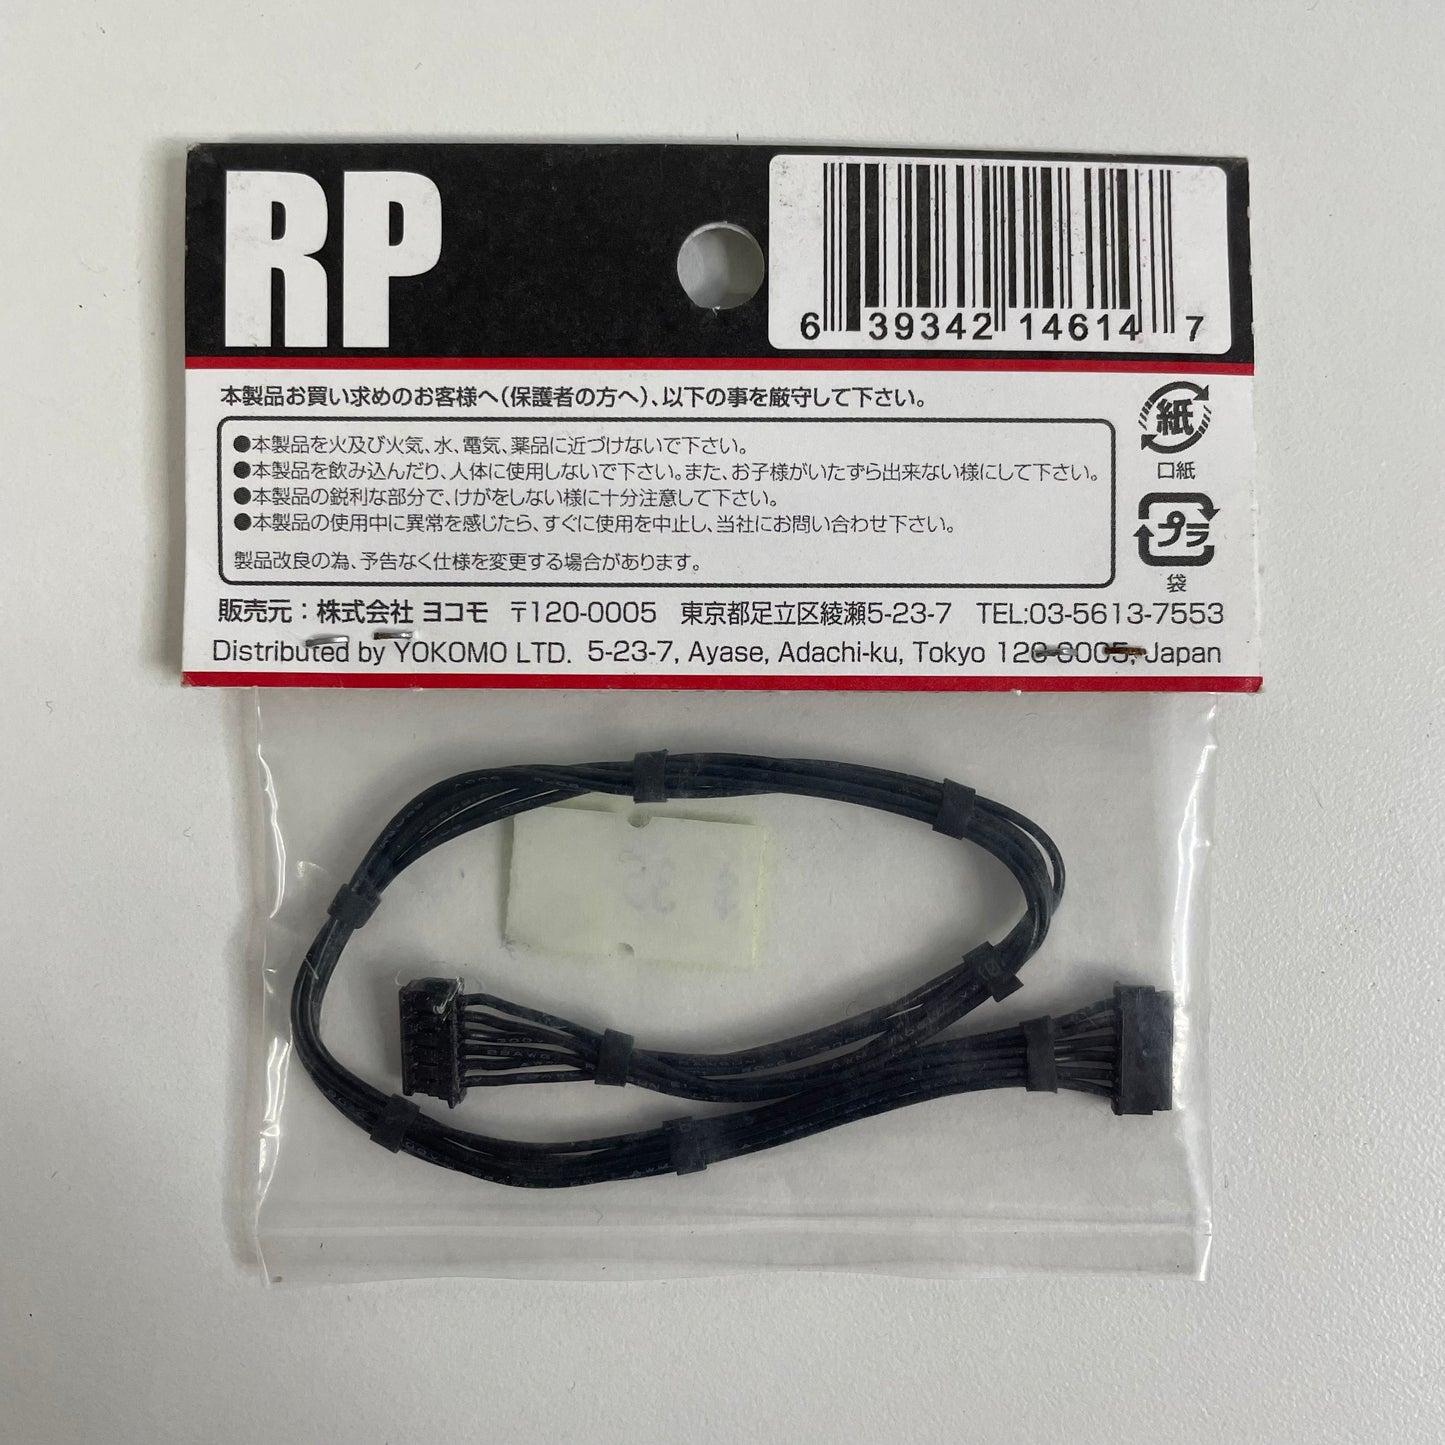 RP
6 39342 14614 7
本製品お買い求めのお客様へ(保護者の方へ)、以下の事を厳守して下さい。
●本製品を火及び火気、水、電気、薬品に近づけないで下さい。
●本製品を飲み込んだり、人体に使用しないで下さい。また、お子様がいたずら出来ない様にして下さい。
●本製品の鋭利な部分で、けがをしない様に十分注意して下さい。
●本製品の使用中に異常を感じたら、すぐに使用を中止し、当社にお問い合わせ下さい。
製品改良の為、予告なく仕様を変更する場合があります。
紙
口紙
プラ
袋
販売元：株式会社 ヨコモ 〒120-0005 東京都足立区綾瀬5-23-7 TEL:03-5613-7553
Distributed by YOKOMO LTD. 5-23-7, Ayase, Adachi-ku, Tokyo 120-0005, Japan